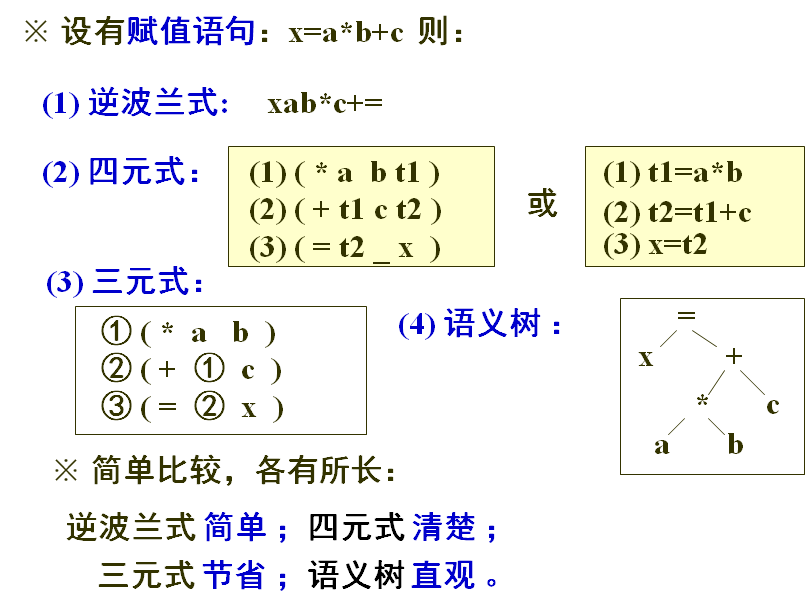 ※ 设有赋值语句：x=a*b+c 则：
(1) 逆波兰式： xab*c+=
(2) 四元式：
(1) ( * a b t1 )
(2) ( + t1 c t2 )
(3) ( = t2 _ x )
或
(1) t1=a*b
(2) t2=t1+c
(3) x=t2
(3) 三元式：
① ( * a b )
② ( + ① c )
③ ( = ② x )
(4) 语义树：
=
x +
* c
a b
※ 简单比较，各有所长：
逆波兰式 简单；四元式 清楚；
三元式 节省；语义树 直观。